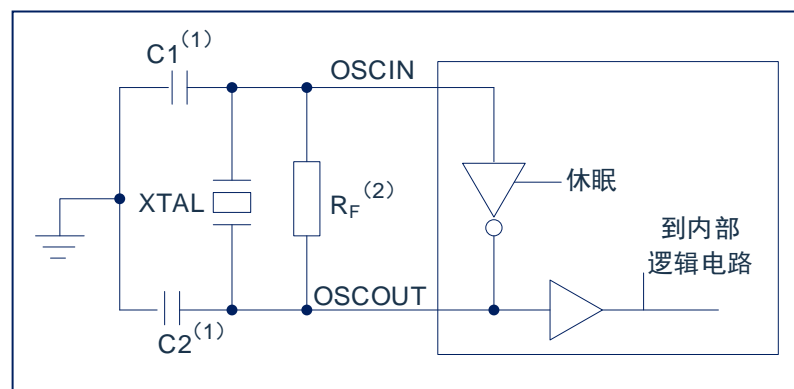 C1(1)
OSCIN
休眠
XTAL
RF(2)
到内部
逻辑电路
OSCOUT
C2(1)